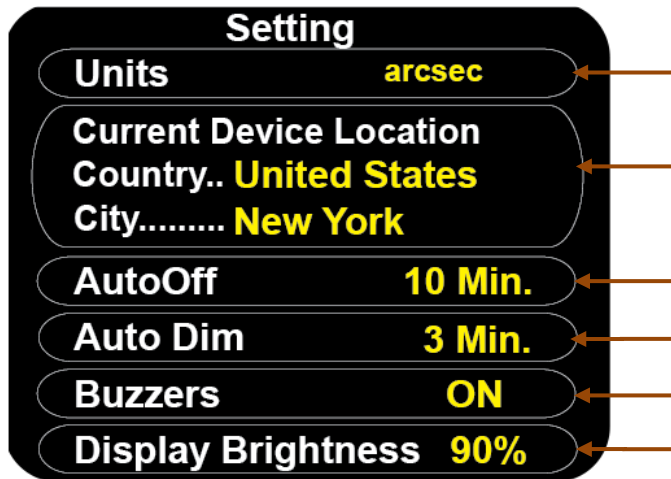 Setting
Units arcsec
Current Device Location
Country.. United States
City......... New York
AutoOff 10 Min.
Auto Dim 3 Min.
Buzzers ON
Display Brightness 90%